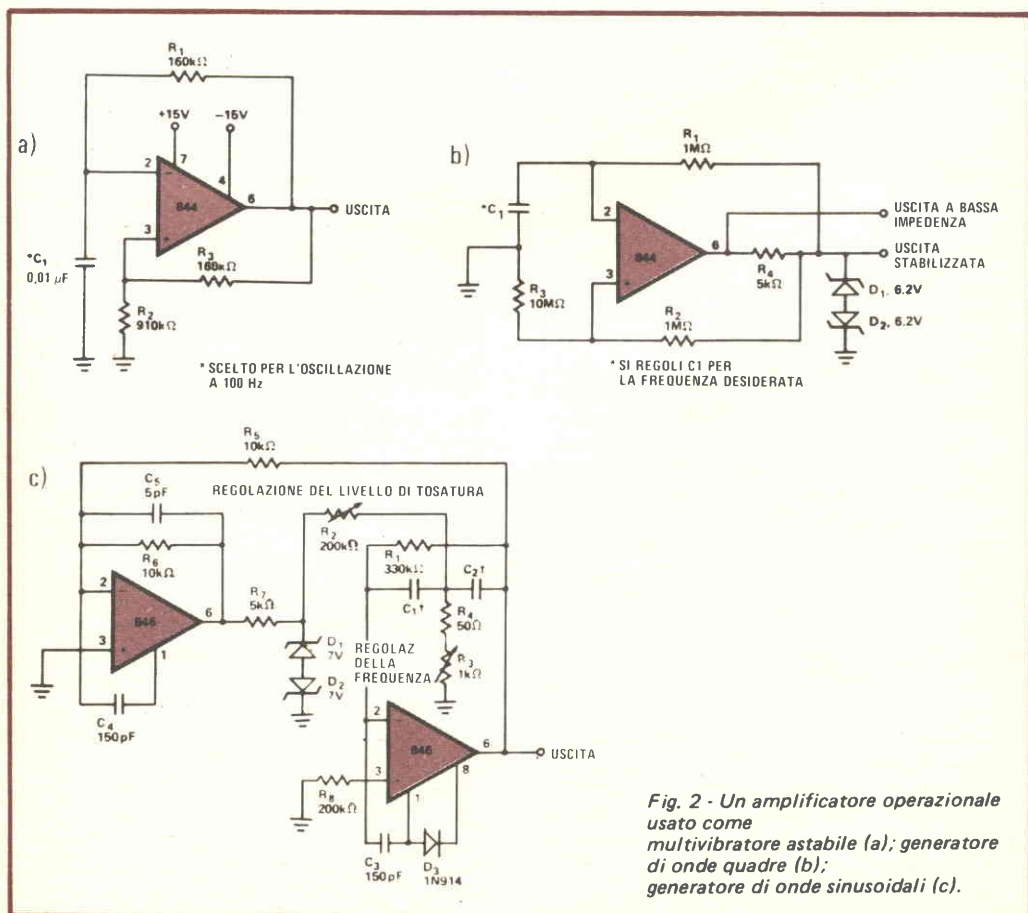 a)
R1
160kΩ
+15V
-15V
7
4
2
-
844
6
USCITA
3
+
R3
168kΩ
*C1
0,01 µF
R2
910kΩ
* SCELTO PER L'OSCILLAZIONE
A 100 Hz
b)
R1
1MΩ
*C1
2
-
844
6
3
+
R3
10MΩ
R4
5kΩ
R2
1MΩ
USCITA A BASSA
IMPEDENZA
USCITA
STABILIZZATA
D1, 6.2V
D2, 6.2V
* SI REGOLI C1 PER
LA FREQUENZA DESIDERATA
c)
R5
10kΩ
C5
5pF
REGOLAZIONE DEL LIVELLO DI TOSATURA
R6
10kΩ
R2
200kΩ
R1
330kΩ
C1†
C2†
R4
50Ω
R3
1kΩ
2
846
6
3
1
R7
5kΩ
D1
7V
D2
7V
REGOLAZ
DELLA
FREQUENZA
C4
150pF
2
846
6
3
1
8
USCITA
R8
200kΩ
C3
150pF
D3
1N914
Fig. 2 - Un amplificatore operazionale
usato come
multivibratore astabile (a); generatore
di onde quadre (b);
generatore di onde sinusoidali (c).